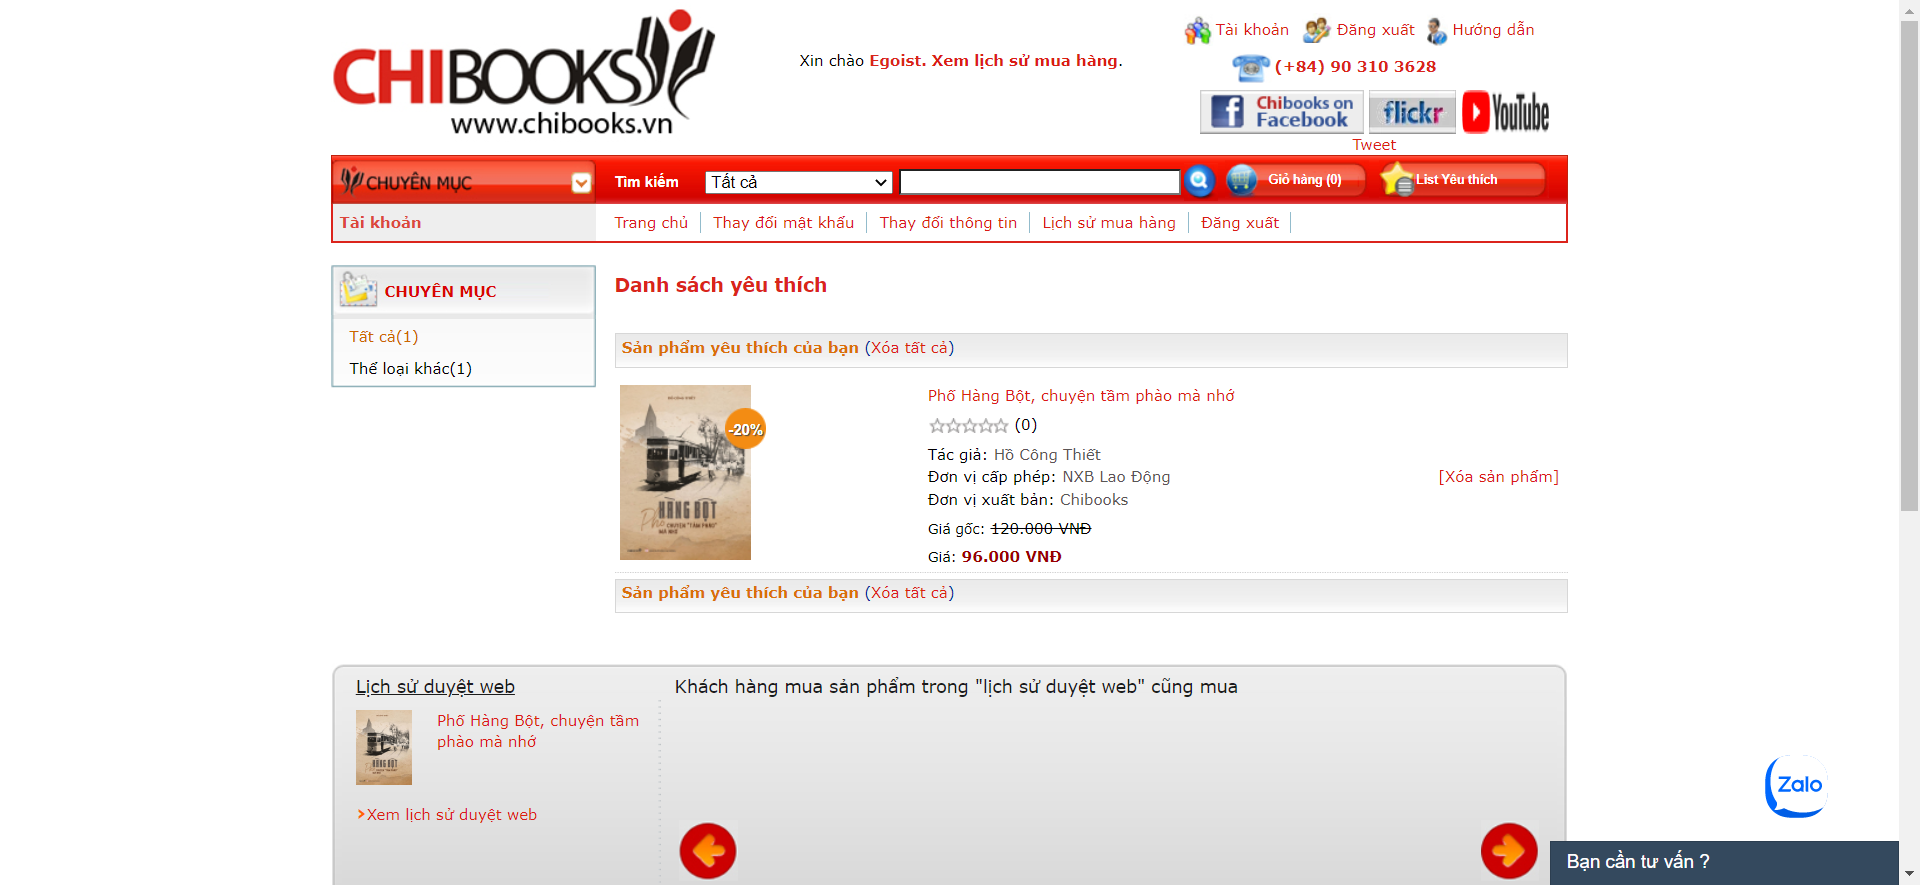 CHIBOOKS
www.chibooks.vn
Xin chào Egoist. Xem lịch sử mua hàng.
Tài khoản Đăng xuất Hướng dẫn
(+84) 90 310 3628
Chibooks on Facebook
flickr
YouTube
Tweet
CHUYÊN MỤC
Tìm kiếm
Tất cả
Giỏ hàng (0)
List Yêu thích
Tài khoản
Trang chủ
Thay đổi mật khẩu
Thay đổi thông tin
Lịch sử mua hàng
Đăng xuất
CHUYÊN MỤC
Tất cả(1)
Thể loại khác(1)
Danh sách yêu thích
Sản phẩm yêu thích của bạn (Xóa tất cả)
HÀNG BỘT
Phố
CHUYỆN "TẦM PHÀO"
MÀ NHỚ
-20%
Phố Hàng Bột, chuyện tầm phào mà nhớ
(0)
Tác giả: Hồ Công Thiết
Đơn vị cấp phép: NXB Lao Động
[Xóa sản phẩm]
Đơn vị xuất bản: Chibooks
Giá gốc: 120.000 VNĐ
Giá: 96.000 VNĐ
Sản phẩm yêu thích của bạn (Xóa tất cả)
Lịch sử duyệt web
HÀNG BỘT
Phố Hàng Bột, chuyện tầm
phào mà nhớ
Xem lịch sử duyệt web
Khách hàng mua sản phẩm trong "lịch sử duyệt web" cũng mua
Zalo
Bạn cần tư vấn ?